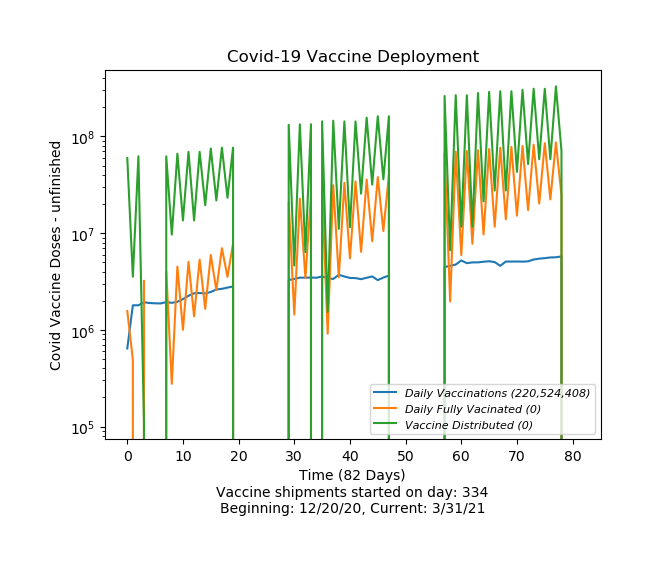 Covid-19 Vaccine Deployment
Covid Vaccine Doses - unfinished
10^8
10^7
10^6
10^5
0 10 20 30 40 50 60 70 80
Daily Vaccinations (220,524,408)
Daily Fully Vacinated (0)
Vaccine Distributed (0)
Time (82 Days)
Vaccine shipments started on day: 334
Beginning: 12/20/20, Current: 3/31/21